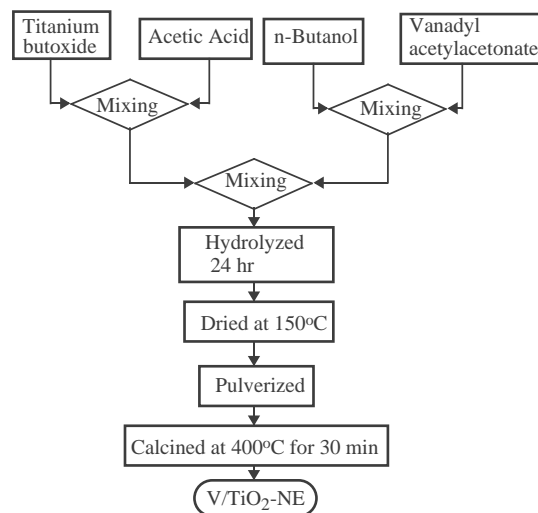 Titanium
butoxide
Acetic Acid
n-Butanol
Vanadyl
acetylacetonate
Mixing
Mixing
Mixing
Hydrolyzed
24 hr
Dried at 150°C
Pulverized
Calcined at 400°C for 30 min
V/TiO₂-NE